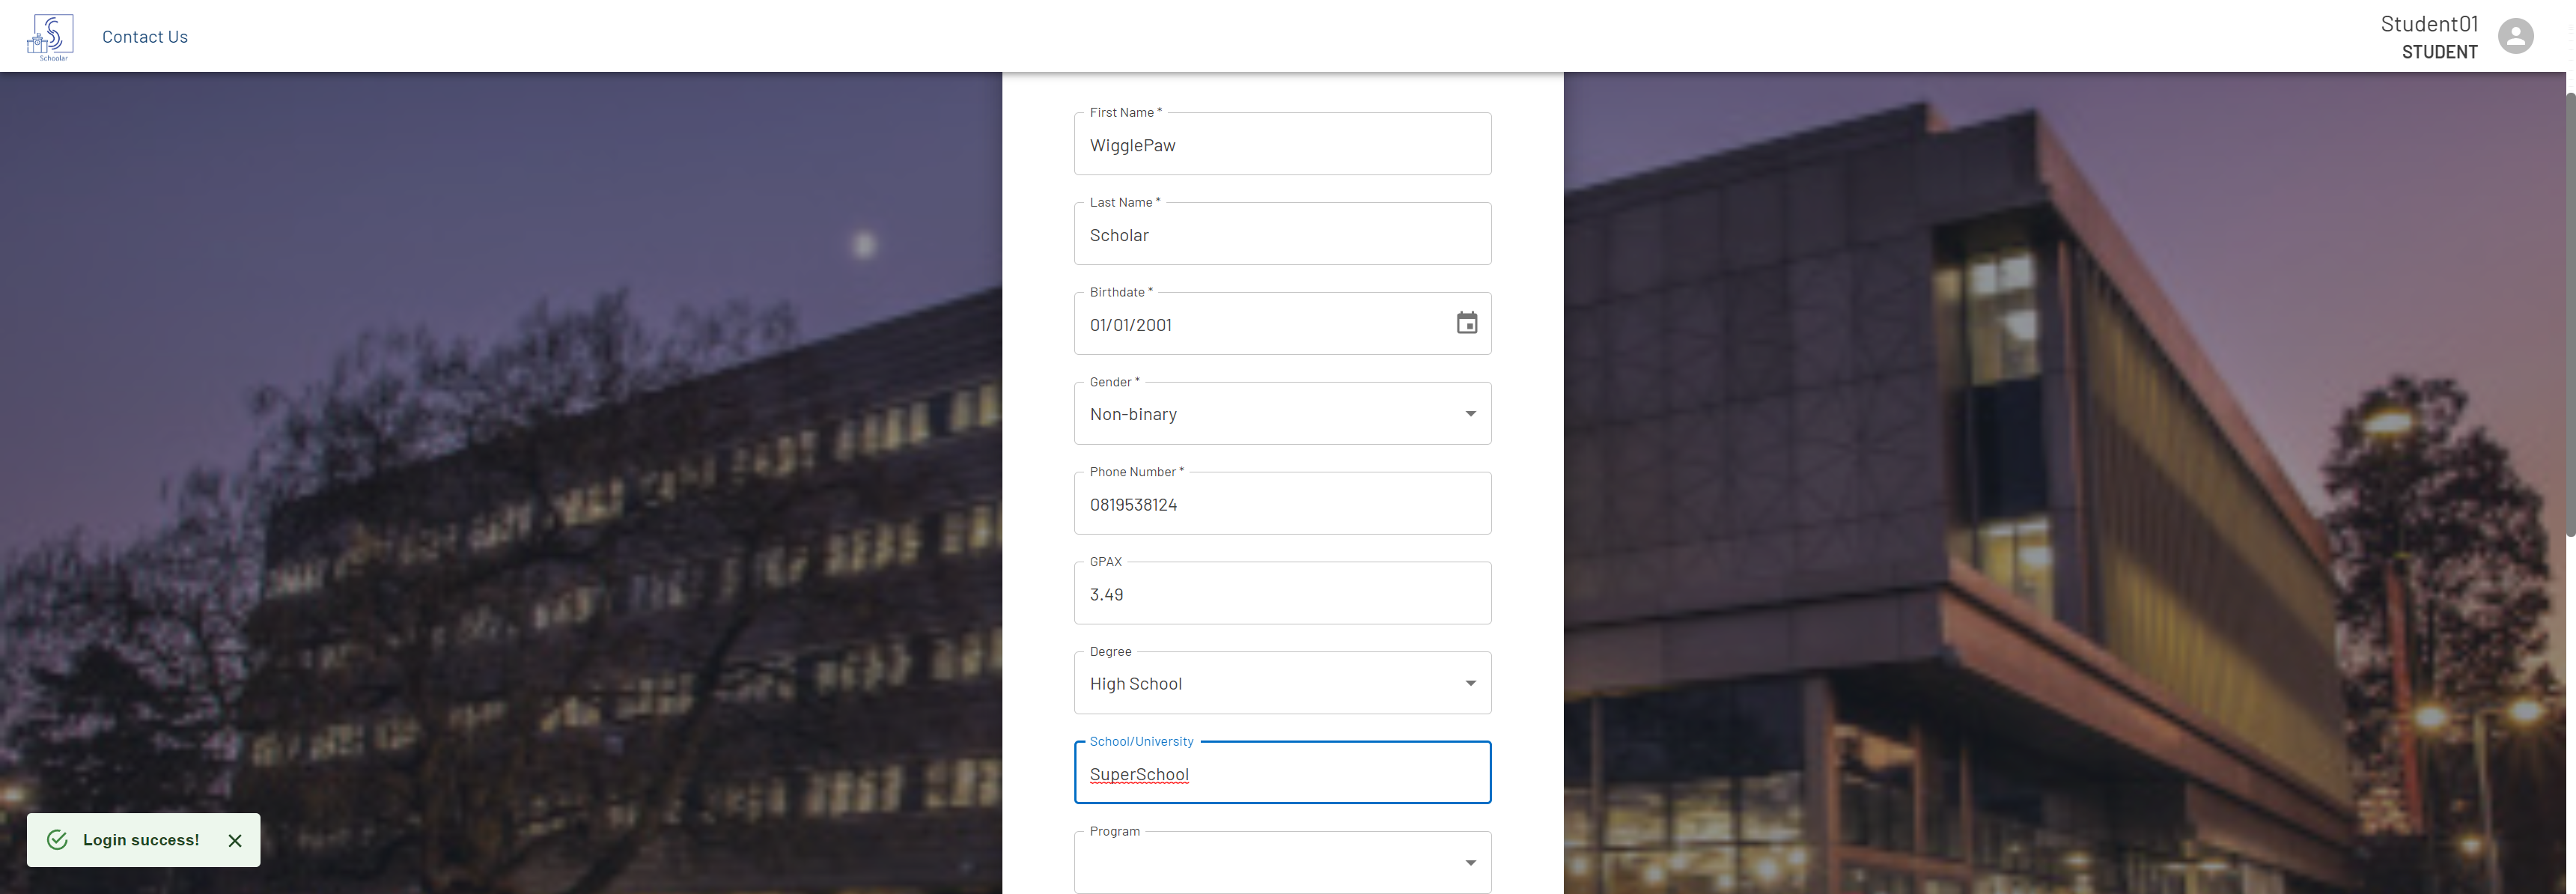 Schoolar
Contact Us
Student01
STUDENT
First Name *
WigglePaw
Last Name *
Scholar
Birthdate *
01/01/2001
Gender *
Non-binary
Phone Number *
0819538124
GPAX
3.49
Degree
High School
School/University
SuperSchool
Program
Login success!